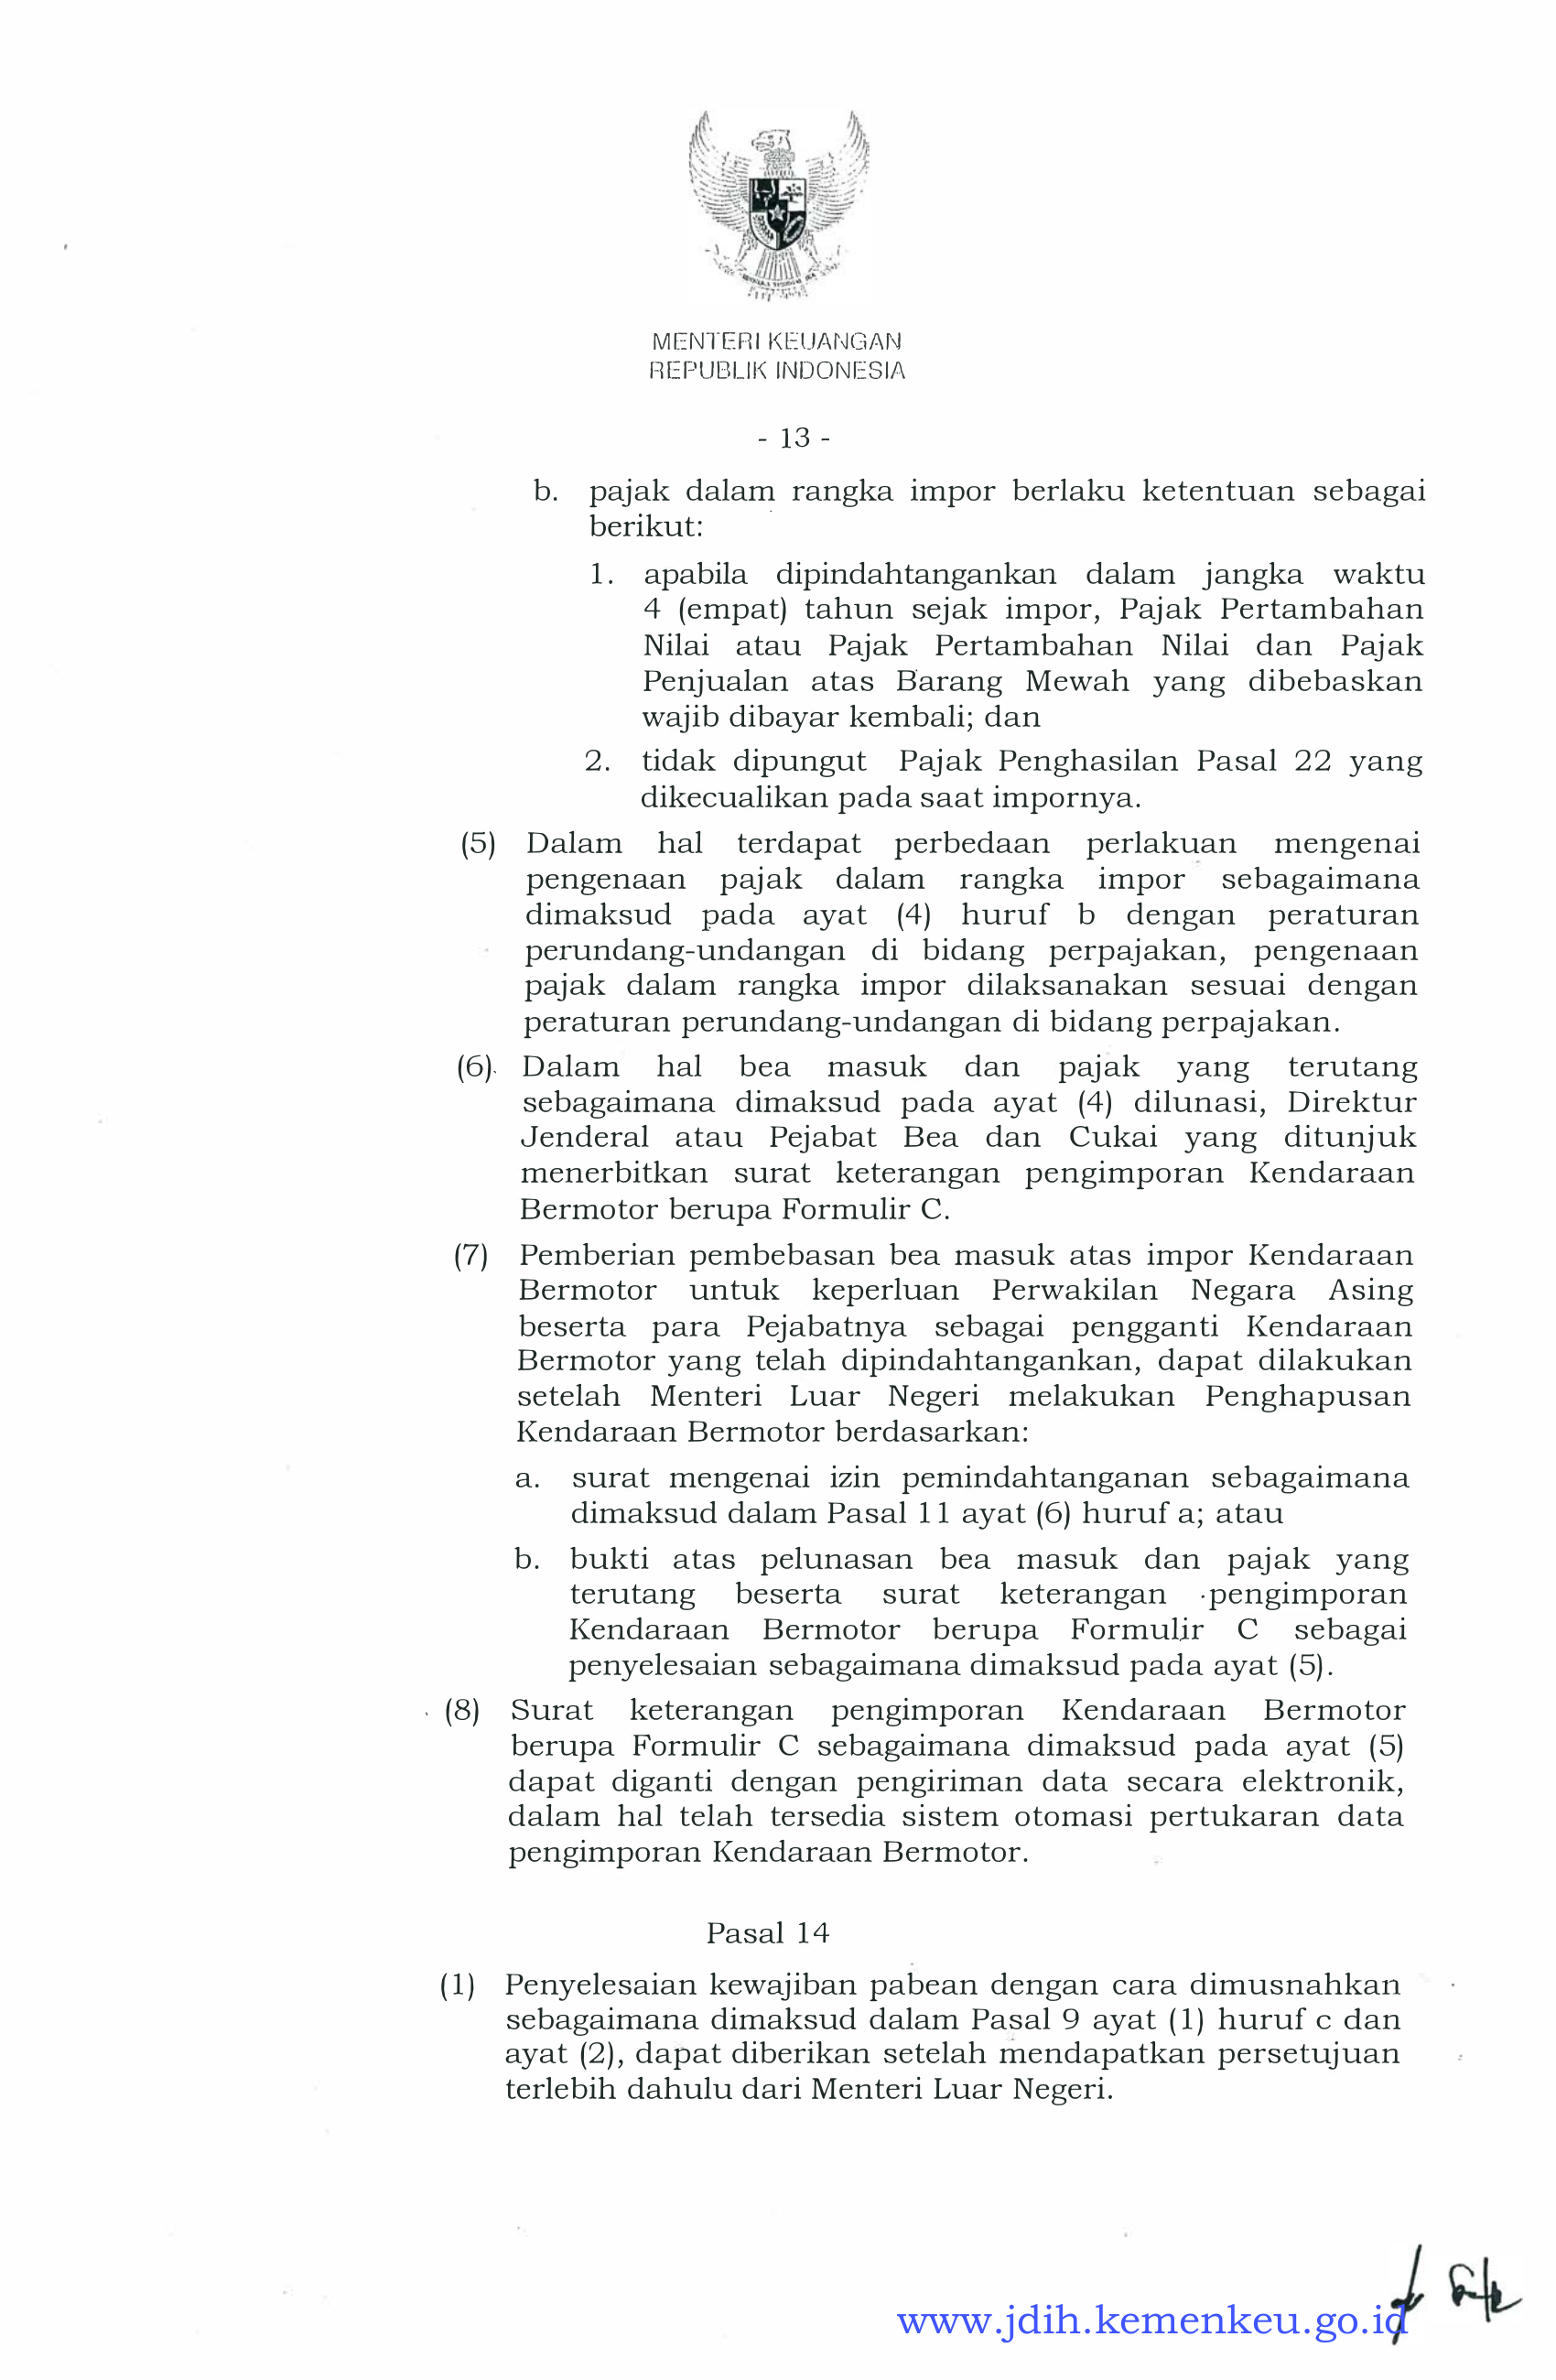 MENTERI KEUANGAN
REPUBLIK INDONESIA
- 13 -
b. pajak dalam rangka impor berlaku ketentuan sebagai
berikut:
1. apabila dipindahtangankan dalam jangka waktu
4 (empat) tahun sejak impor, Pajak Pertambahan
Nilai atau Pajak Pertambahan Nilai dan Pajak
Penjualan atas Barang Mewah yang dibebaskan
wajib dibayar kembali; dan
2. tidak dipungut Pajak Penghasilan Pasal 22 yang
dikecualikan pada saat impornya.
(5) Dalam hal terdapat perbedaan perlakuan mengenai
pengenaan pajak dalam rangka impor sebagaimana
dimaksud pada ayat (4) huruf b dengan peraturan
perundang-undangan di bidang perpajakan, pengenaan
pajak dalam rangka impor dilaksanakan sesuai dengan
peraturan perundang-undangan di bidang perpajakan.
(6) Dalam hal bea masuk dan pajak yang terutang
sebagaimana dimaksud pada ayat (4) dilunasi, Direktur
Jenderal atau Pejabat Bea dan Cukai yang ditunjuk
menerbitkan surat keterangan pengimporan Kendaraan
Bermotor berupa Formulir C.
(7) Pemberian pembebasan bea masuk atas impor Kendaraan
Bermotor untuk keperluan Perwakilan Negara Asing
beserta para Pejabatnya sebagai pengganti Kendaraan
Bermotor yang telah dipindahtangankan, dapat dilakukan
setelah Menteri Luar Negeri melakukan Penghapusan
Kendaraan Bermotor berdasarkan:
a. surat mengenai izin pemindahtanganan sebagaimana
dimaksud dalam Pasal 11 ayat (6) huruf a; atau
b. bukti atas pelunasan bea masuk dan pajak yang
terutang beserta surat keterangan pengimporan
Kendaraan Bermotor berupa Formulir C sebagai
penyelesaian sebagaimana dimaksud pada ayat (5).
(8) Surat keterangan pengimporan Kendaraan Bermotor
berupa Formulir C sebagaimana dimaksud pada ayat (5)
dapat diganti dengan pengiriman data secara elektronik,
dalam hal telah tersedia sistem otomasi pertukaran data
pengimporan Kendaraan Bermotor.
Pasal 14
(1) Penyelesaian kewajiban pabean dengan cara dimusnahkan
sebagaimana dimaksud dalam Pasal 9 ayat (1) huruf c dan
ayat (2), dapat diberikan setelah mendapatkan persetujuan
terlebih dahulu dari Menteri Luar Negeri.
www.jdih.kemenkeu.go.id